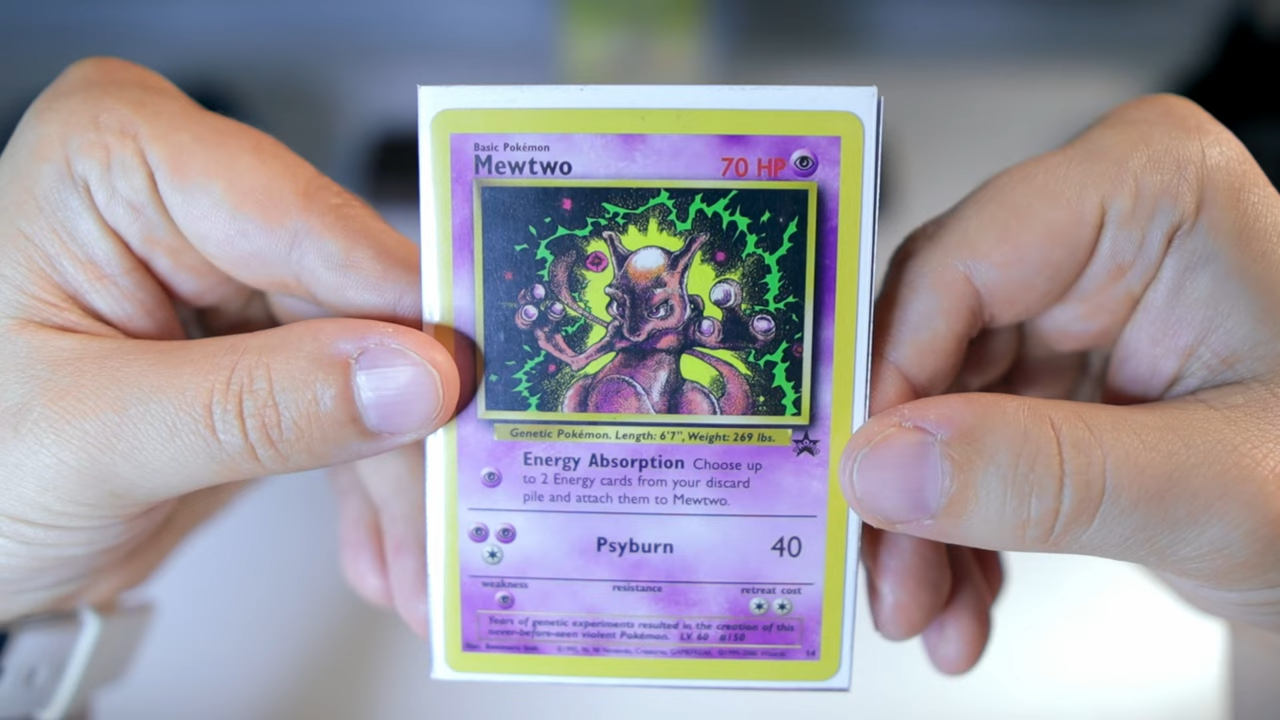 Basic Pokémon
Mewtwo 70 HP
Genetic Pokémon. Length: 6'7", Weight: 269 lbs.
PROMO
Energy Absorption Choose up
to 2 Energy cards from your discard
pile and attach them to Mewtwo.
Psyburn 40
weakness resistance retreat cost
Years of genetic experiments resulted in the creation of this
never-before-seen violent Pokémon. LV. 60 #150
14